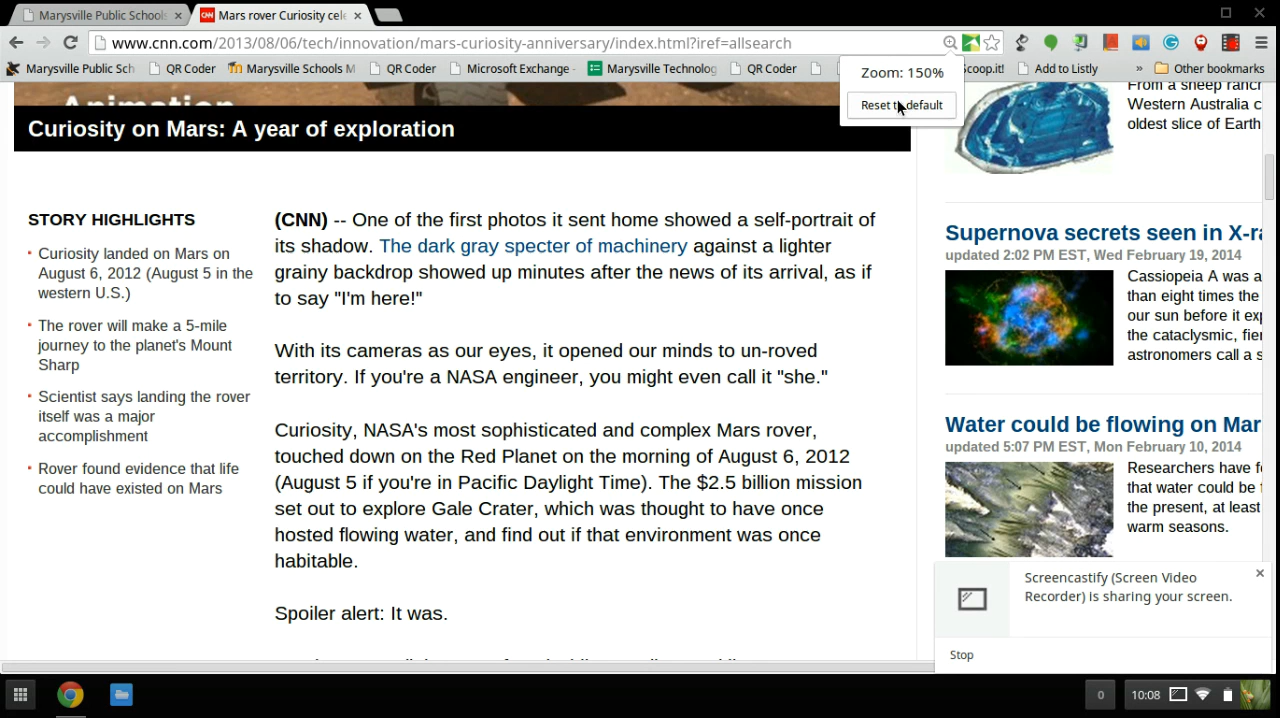 Marysville Public Schools
Mars rover Curiosity cele
www.cnn.com/2013/08/06/tech/innovation/mars-curiosity-anniversary/index.html?iref=allsearch
Marysville Public Sch
QR Coder
Marysville Schools M
QR Coder
Microsoft Exchange -
Marysville Technolog
QR Coder
Scoop.it!
Add to Listly
»
Other bookmarks
Zoom: 150%
Reset to default
Animation
Curiosity on Mars: A year of exploration
STORY HIGHLIGHTS
Curiosity landed on Mars on
August 6, 2012 (August 5 in the
western U.S.)
The rover will make a 5-mile
journey to the planet's Mount
Sharp
Scientist says landing the rover
itself was a major
accomplishment
Rover found evidence that life
could have existed on Mars
(CNN) -- One of the first photos it sent home showed a self-portrait of
its shadow. The dark gray specter of machinery against a lighter
grainy backdrop showed up minutes after the news of its arrival, as if
to say "I'm here!"
With its cameras as our eyes, it opened our minds to un-roved
territory. If you're a NASA engineer, you might even call it "she."
Curiosity, NASA's most sophisticated and complex Mars rover,
touched down on the Red Planet on the morning of August 6, 2012
(August 5 if you're in Pacific Daylight Time). The $2.5 billion mission
set out to explore Gale Crater, which was thought to have once
hosted flowing water, and find out if that environment was once
habitable.
Spoiler alert: It was.
From a sheep ranch
Western Australia c
oldest slice of Earth
Supernova secrets seen in X-ra
updated 2:02 PM EST, Wed February 19, 2014
Cassiopeia A was a
than eight times the
our sun before it exp
the cataclysmic, fier
astronomers call a s
Water could be flowing on Mar
updated 5:07 PM EST, Mon February 10, 2014
Researchers have fo
that water could be f
the present, at least
warm seasons.
Screencastify (Screen Video
Recorder) is sharing your screen.
Stop
0
10:08